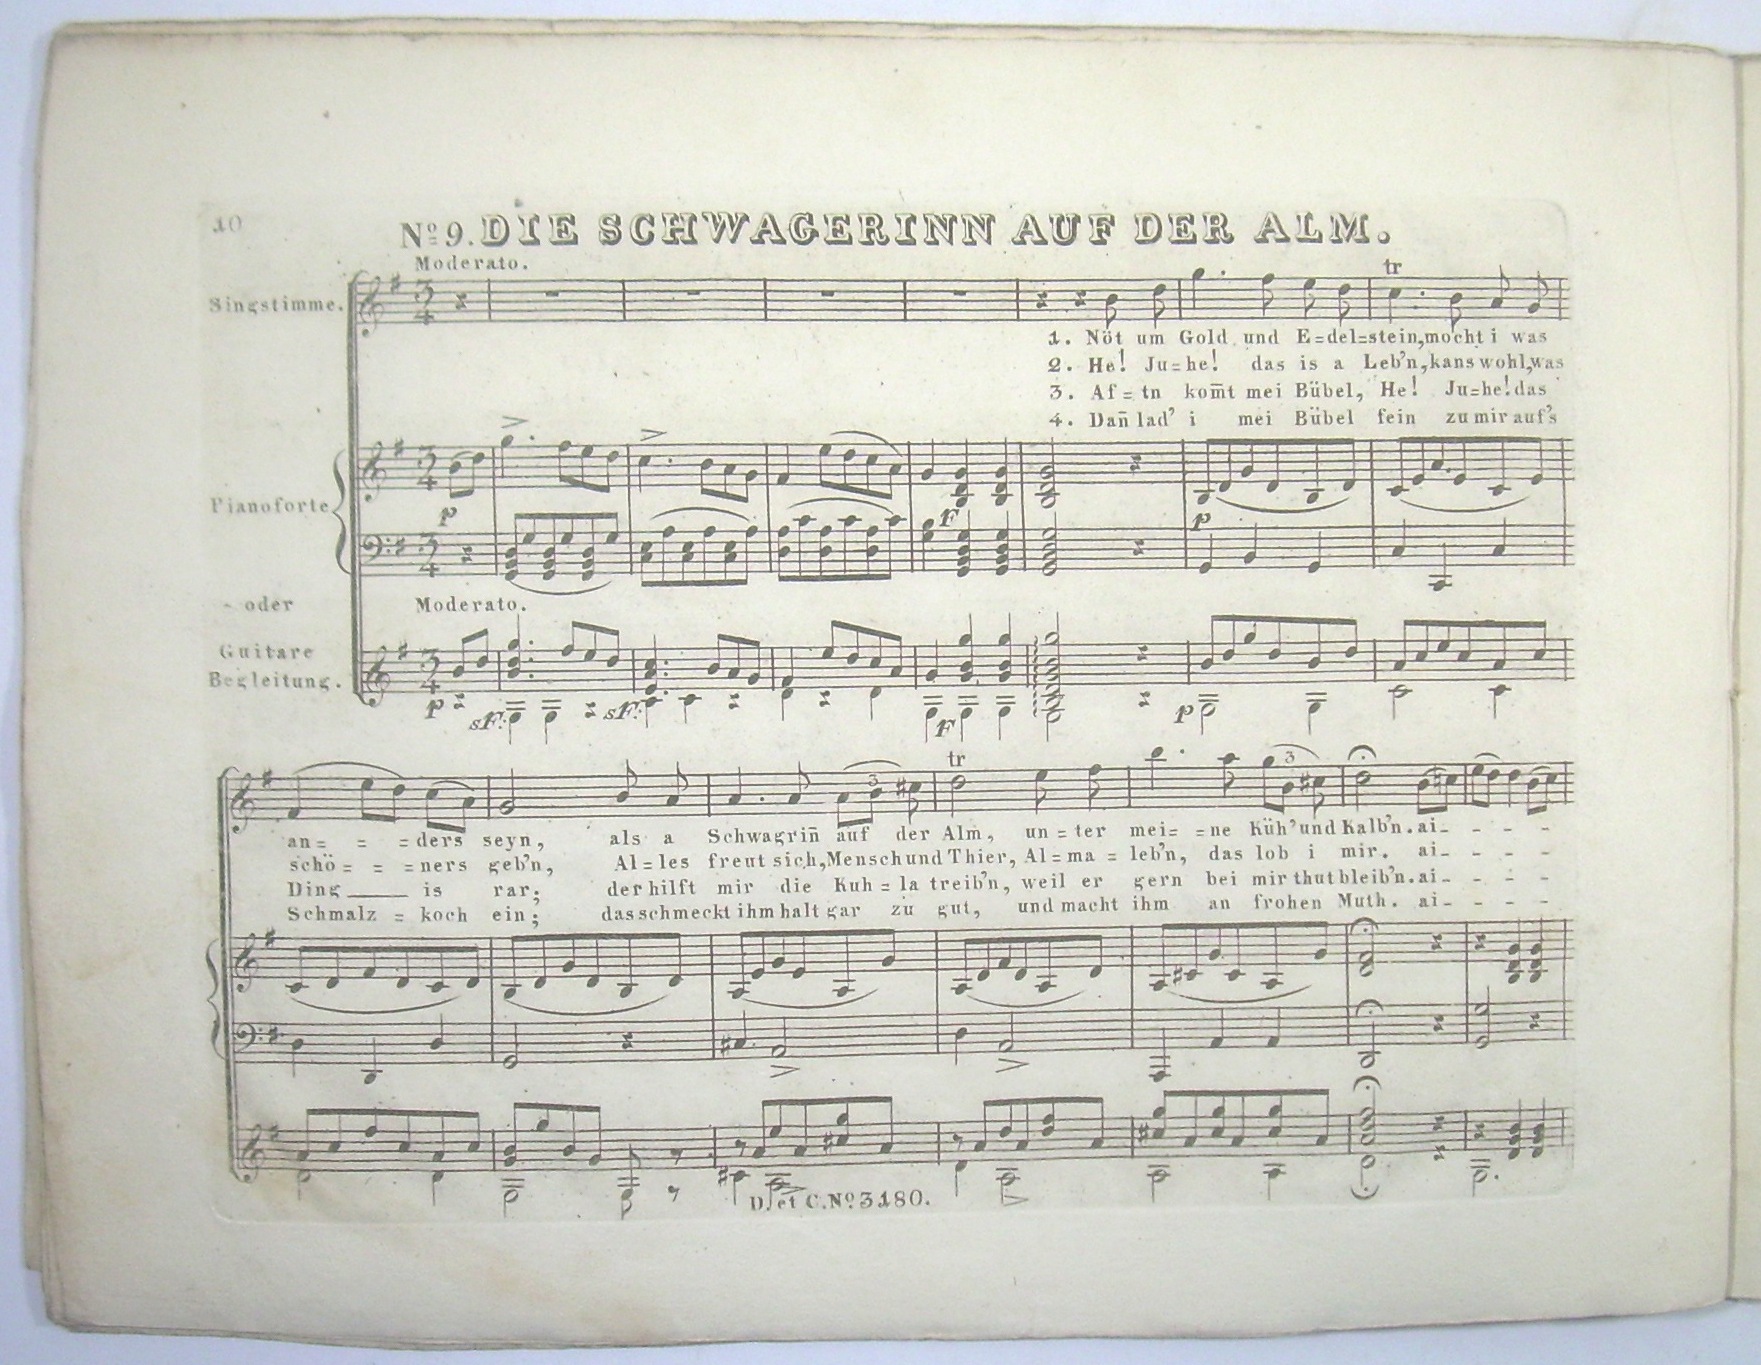 10
No. 9. DIE SCHWAGERINN AUF DER ALM.
Moderato.
Singstimme.
tr
1. Nöt um Gold und E=del=stein, möcht i was
2. He! Ju=he! das is a Leb'n, kans wohl, was
3. Af=tn kom̄t mei Bübel, He! Ju=he! das
4. Dan̄ lad' i mei Bübel fein zu mir auf's
Pianoforte
p F p
- oder
Moderato.
Guitare
Begleitung.
p sF: sF: F p
3 tr 3
an= = =ders seyn, als a Schwagrin̄ auf der Alm, un=ter mei= =ne Küh' und Kalb'n. ai- - - -
schö= = =ners geb'n, Al=les freut sich, Mensch und Thier, Al=ma=leb'n, das lob i mir. ai- - - -
Ding is rar; der hilft mir die Kuh=la treib'n, weil er gern bei mir thut bleib'n. ai- - - -
Schmalz=koch ein; das schmeckt ihm halt gar zu gut, und macht ihm an frohen Muth. ai- - - -
D. et C. No. 3180.